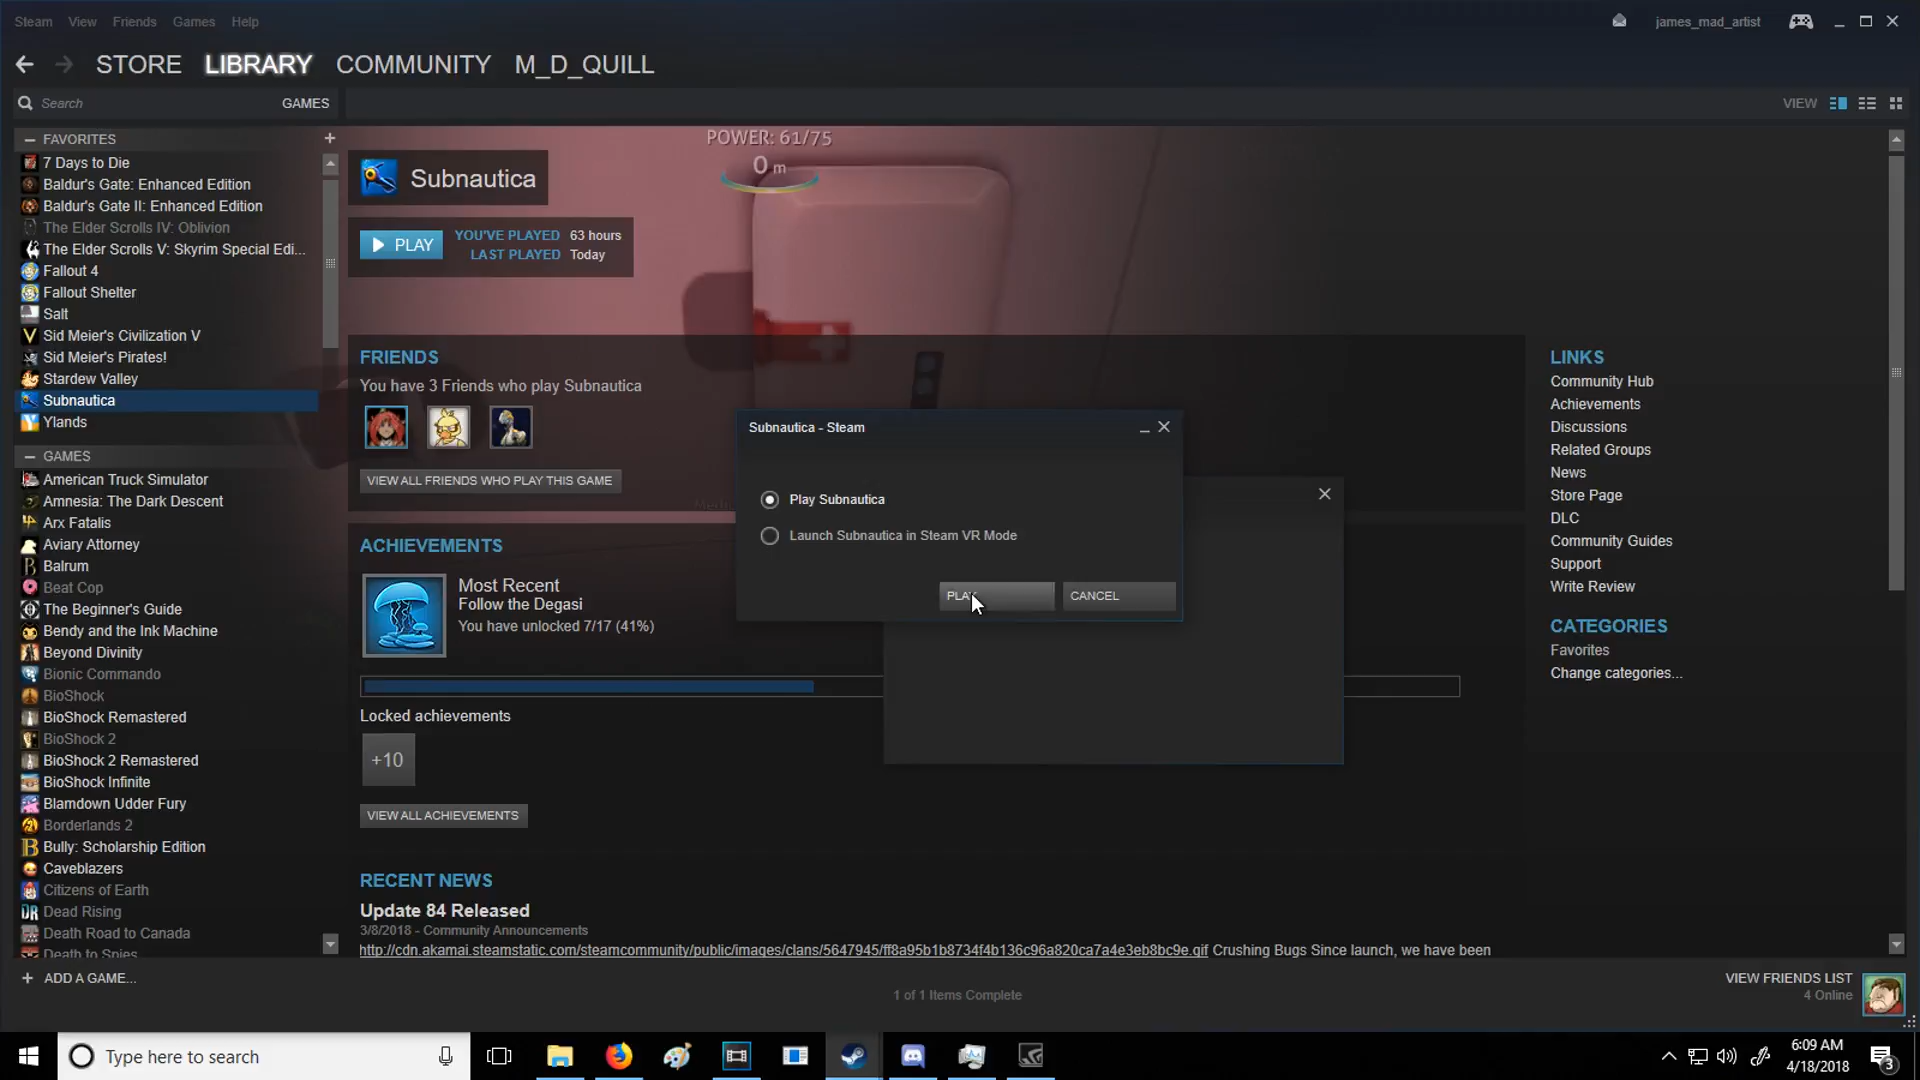 Steam View Friends Games Help
james_mad_artist
STORE LIBRARY COMMUNITY M_D_QUILL
Search GAMES
VIEW
FAVORITES
7 Days to Die
Baldur's Gate: Enhanced Edition
Baldur's Gate II: Enhanced Edition
The Elder Scrolls IV: Oblivion
The Elder Scrolls V: Skyrim Special Edi...
Fallout 4
Fallout Shelter
Salt
Sid Meier's Civilization V
Sid Meier's Pirates!
Stardew Valley
Subnautica
Ylands
GAMES
American Truck Simulator
Amnesia: The Dark Descent
Arx Fatalis
Aviary Attorney
Balrum
Beat Cop
The Beginner's Guide
Bendy and the Ink Machine
Beyond Divinity
Bionic Commando
BioShock
BioShock Remastered
BioShock 2
BioShock 2 Remastered
BioShock Infinite
Blamdown Udder Fury
Borderlands 2
Bully: Scholarship Edition
Caveblazers
Citizens of Earth
Dead Rising
Death Road to Canada
Death to Spies
+ ADD A GAME...
POWER: 61/75
0 m
Subnautica
PLAY
YOU'VE PLAYED 63 hours
LAST PLAYED Today
FRIENDS
You have 3 Friends who play Subnautica
VIEW ALL FRIENDS WHO PLAY THIS GAME
ACHIEVEMENTS
Most Recent
Follow the Degasi
You have unlocked 7/17 (41%)
Locked achievements
+10
VIEW ALL ACHIEVEMENTS
RECENT NEWS
Update 84 Released
3/8/2018 - Community Announcements
http://cdn.akamai.steamstatic.com/steamcommunity/public/images/clans/5647945/ff8a95b1b8734f4b136c96a820ca7a4e3eb8bc9e.gif Crushing Bugs Since launch, we have been
Subnautica - Steam
Play Subnautica
Launch Subnautica in Steam VR Mode
PLAY CANCEL
LINKS
Community Hub
Achievements
Discussions
Related Groups
News
Store Page
DLC
Community Guides
Support
Write Review
CATEGORIES
Favorites
Change categories...
1 of 1 Items Complete
VIEW FRIENDS LIST
4 Online
Type here to search
6:09 AM
4/18/2018
3